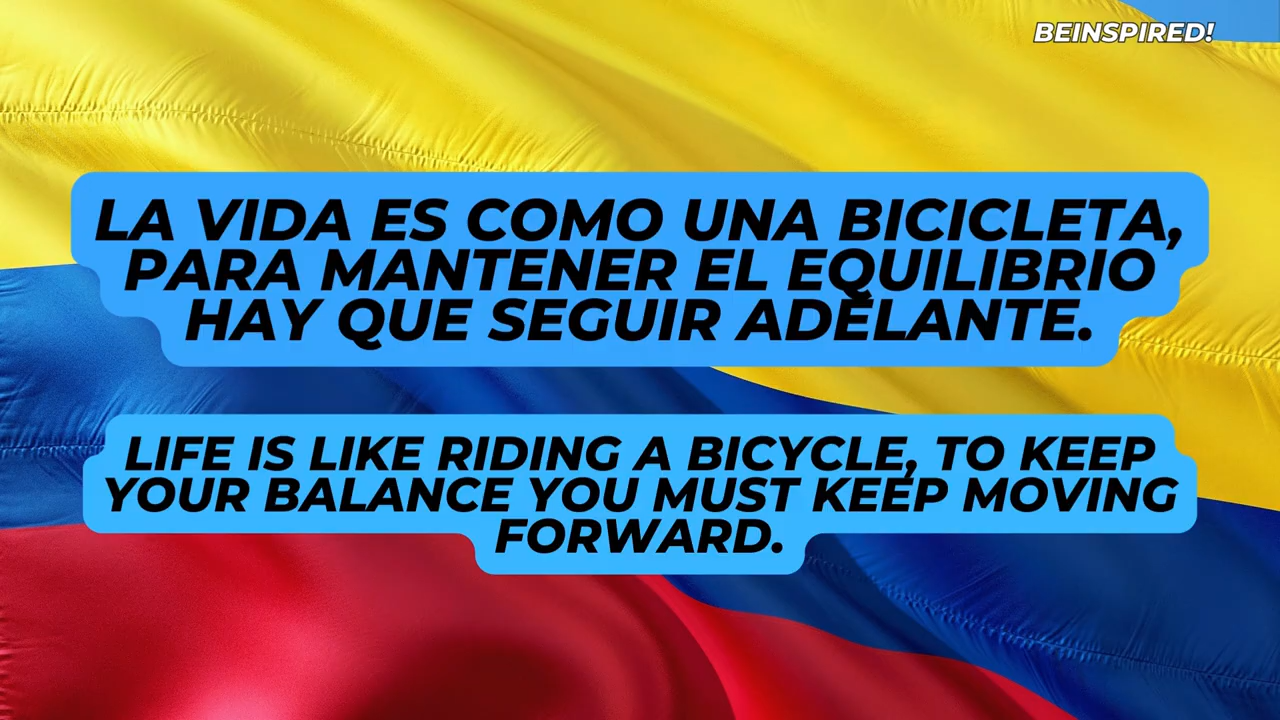 BEINSPIRED!
LA VIDA ES COMO UNA BICICLETA,
PARA MANTENER EL EQUILIBRIO
HAY QUE SEGUIR ADELANTE.
LIFE IS LIKE RIDING A BICYCLE, TO KEEP
YOUR BALANCE YOU MUST KEEP MOVING
FORWARD.